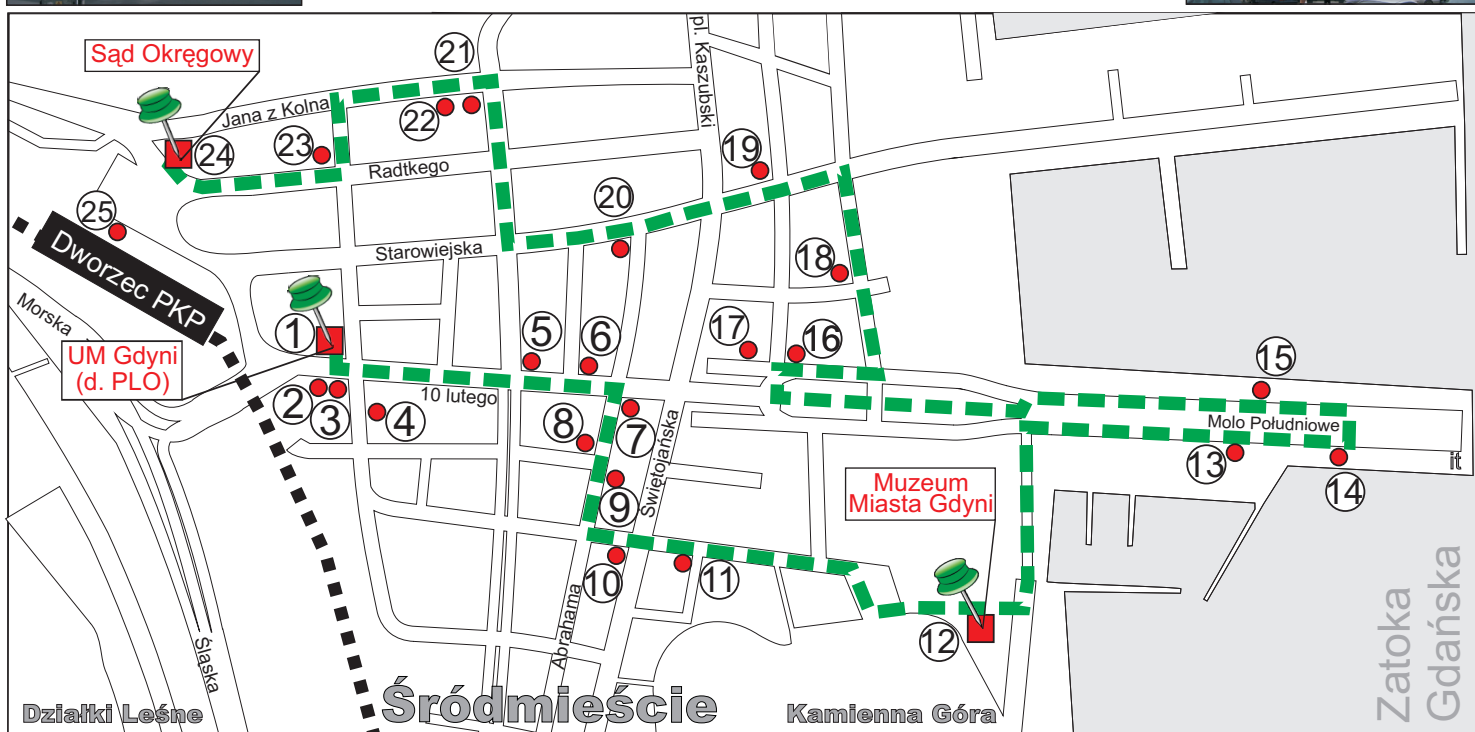 Sąd Okręgowy
21
pl. Kaszubski
Jana z Kolna
22
23
24
19
Radtkego
25
20
Starowiejska
Dworzec PKP
18
Morska
1
5
6
17
16
UM Gdyni
(d. PLO)
15
2
3
4
10 lutego
8
7
Molo Południowe
Świętojańska
13
14
it
9
Muzeum
Miasta Gdyni
10
11
Abrahama
12
Śląska
Zatoka
Gdańska
Działki Leśne
Śródmieście
Kamienna Góra